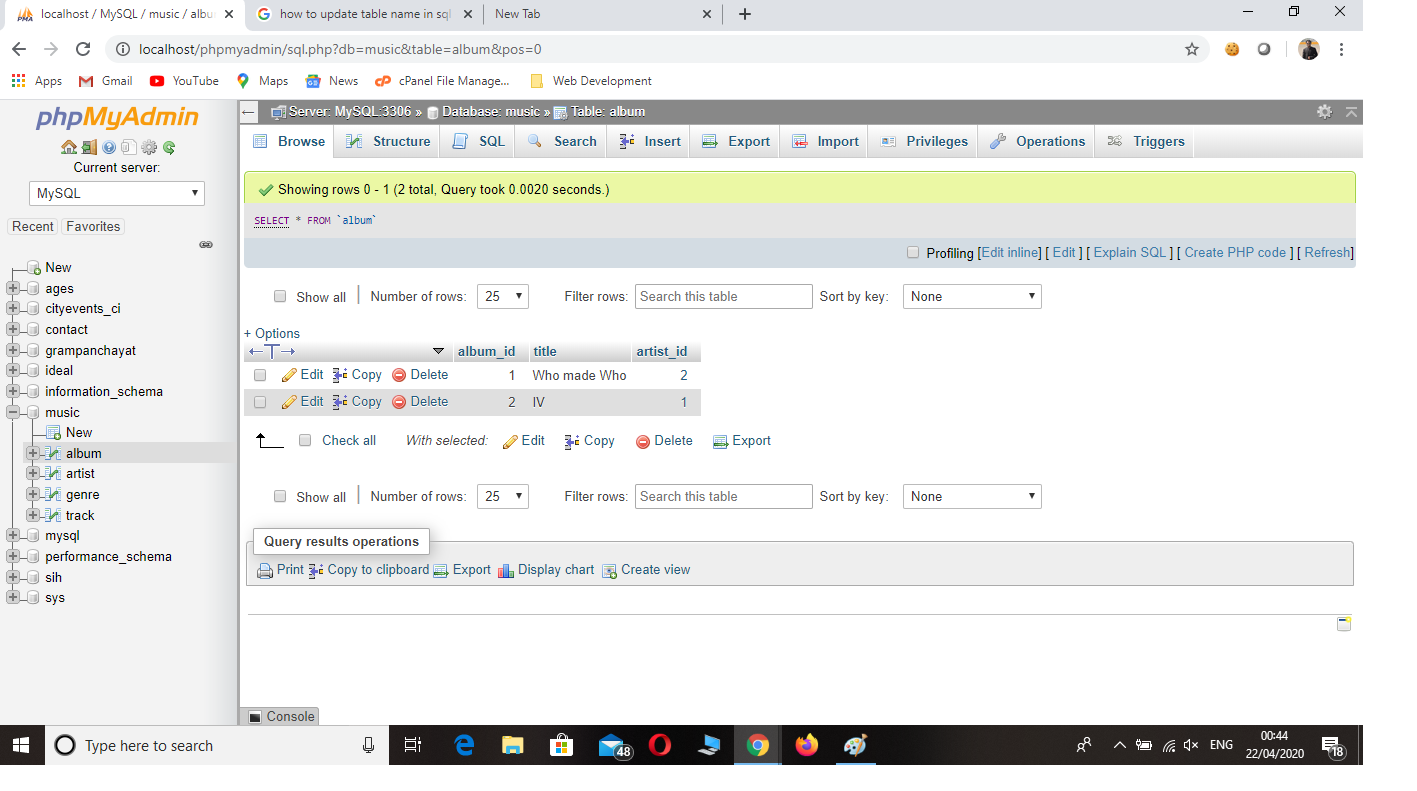 localhost / MySQL / music / albu
how to update table name in sql
New Tab
localhost/phpmyadmin/sql.php?db=music&table=album&pos=0
Apps Gmail YouTube Maps News cPanel File Manage... Web Development
phpMyAdmin
Current server:
MySQL
Recent Favorites
New
ages
cityevents_ci
contact
grampanchayat
ideal
information_schema
music
New
album
artist
genre
track
mysql
performance_schema
sih
sys
Server: MySQL:3306 » Database: music » Table: album
Browse Structure SQL Search Insert Export Import Privileges Operations Triggers
Showing rows 0 - 1 (2 total, Query took 0.0020 seconds.)
SELECT * FROM `album`
Profiling [Edit inline] [ Edit ] [ Explain SQL ] [ Create PHP code ] [ Refresh]
Show all | Number of rows: 25 Filter rows: Search this table Sort by key: None
+ Options
←T→ album_id title artist_id
Edit Copy Delete 1 Who made Who 2
Edit Copy Delete 2 IV 1
Check all With selected: Edit Copy Delete Export
Show all | Number of rows: 25 Filter rows: Search this table Sort by key: None
Query results operations
Print Copy to clipboard Export Display chart Create view
Console
Type here to search
48
ENG
00:44
22/04/2020
18